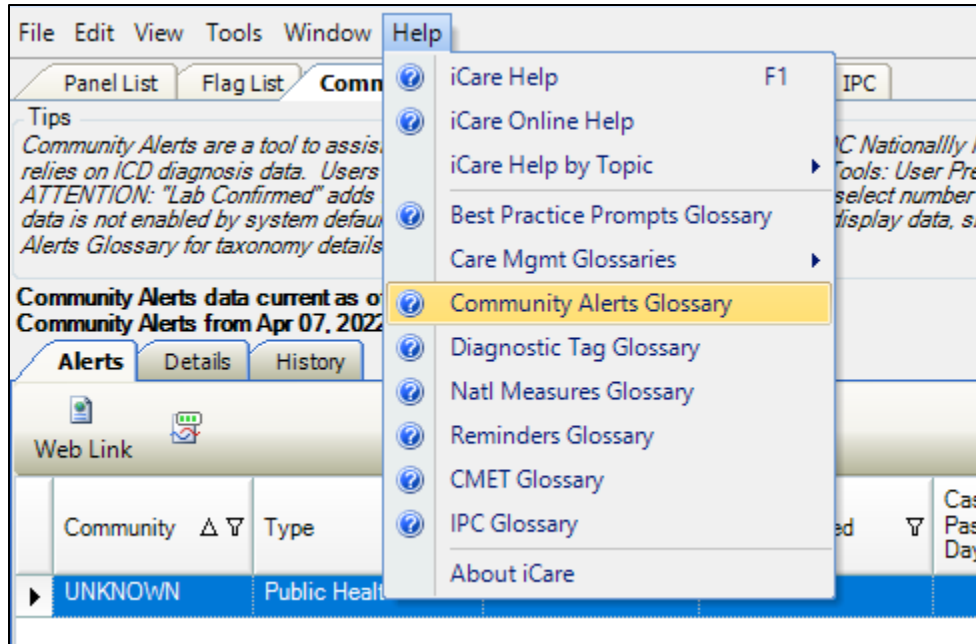 File Edit View Tools Window Help
Panel List Flag List Comm IPC
Tips
Community Alerts are a tool to assis C Nationallly
relies on ICD diagnosis data. Users Tools: User Pre
ATTENTION: "Lab Confirmed" adds select number
data is not enabled by system defau display data, s
Alerts Glossary for taxonomy details
Community Alerts data current as o
Community Alerts from Apr 07, 2022
Alerts Details History
Web Link
Community Type ed Cas
Pas
Day
UNKNOWN Public Healt
iCare Help F1
iCare Online Help
iCare Help by Topic
Best Practice Prompts Glossary
Care Mgmt Glossaries
Community Alerts Glossary
Diagnostic Tag Glossary
Natl Measures Glossary
Reminders Glossary
CMET Glossary
IPC Glossary
About iCare